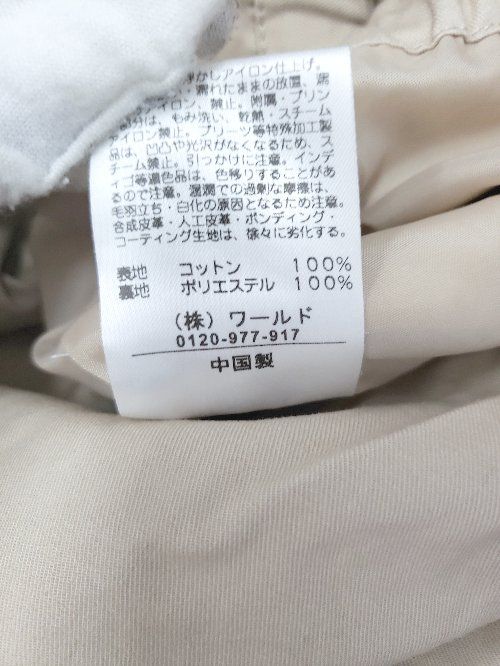 かしアイロン仕上げ。
濡れたままの放置、濡
アイロン、禁止。附属・プリン
部分は、もみ洗い、乾熱・スチーム
アイロン禁止。プリーツ等特殊加工製
品は、凹凸や光沢がなくなるため、ス
チーム禁止。引っかけに注意。インデ
ィゴ等濃色品は、色移りすることがあ
るので注意。湿潤での過剰な摩擦は、
毛羽立ち・白化の原因となるため注意。
合成皮革・人工皮革・ボンディング・
コーティング生地は、徐々に劣化する。
表地 コットン 100%
裏地 ポリエステル 100%
(株) ワールド
0120-977-917
中国製